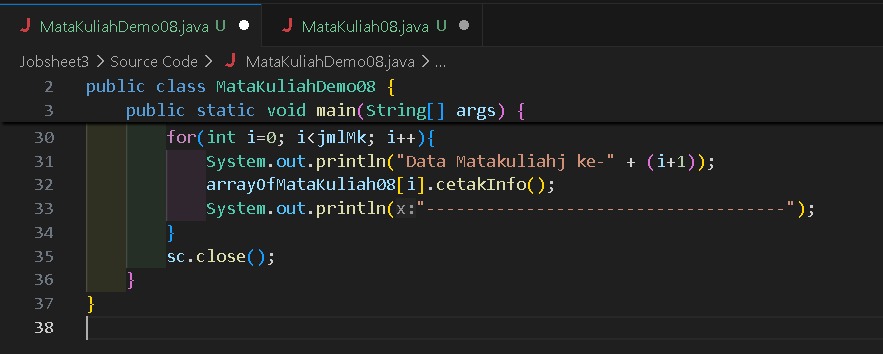 MataKuliahDemo08.java U MataKuliah08.java U
Jobsheet3 > Source Code > MataKuliahDemo08.java > ...
2 public class MataKuliahDemo08 {
3 public static void main(String[] args) {
30 for(int i=0; i<jmlMk; i++){
31 System.out.println("Data Matakuliahj ke-" + (i+1));
32 arrayOfMataKuliah08[i].cetakInfo();
33 System.out.println(x:"------------------------------------");
34 }
35 sc.close();
36 }
37 }
38